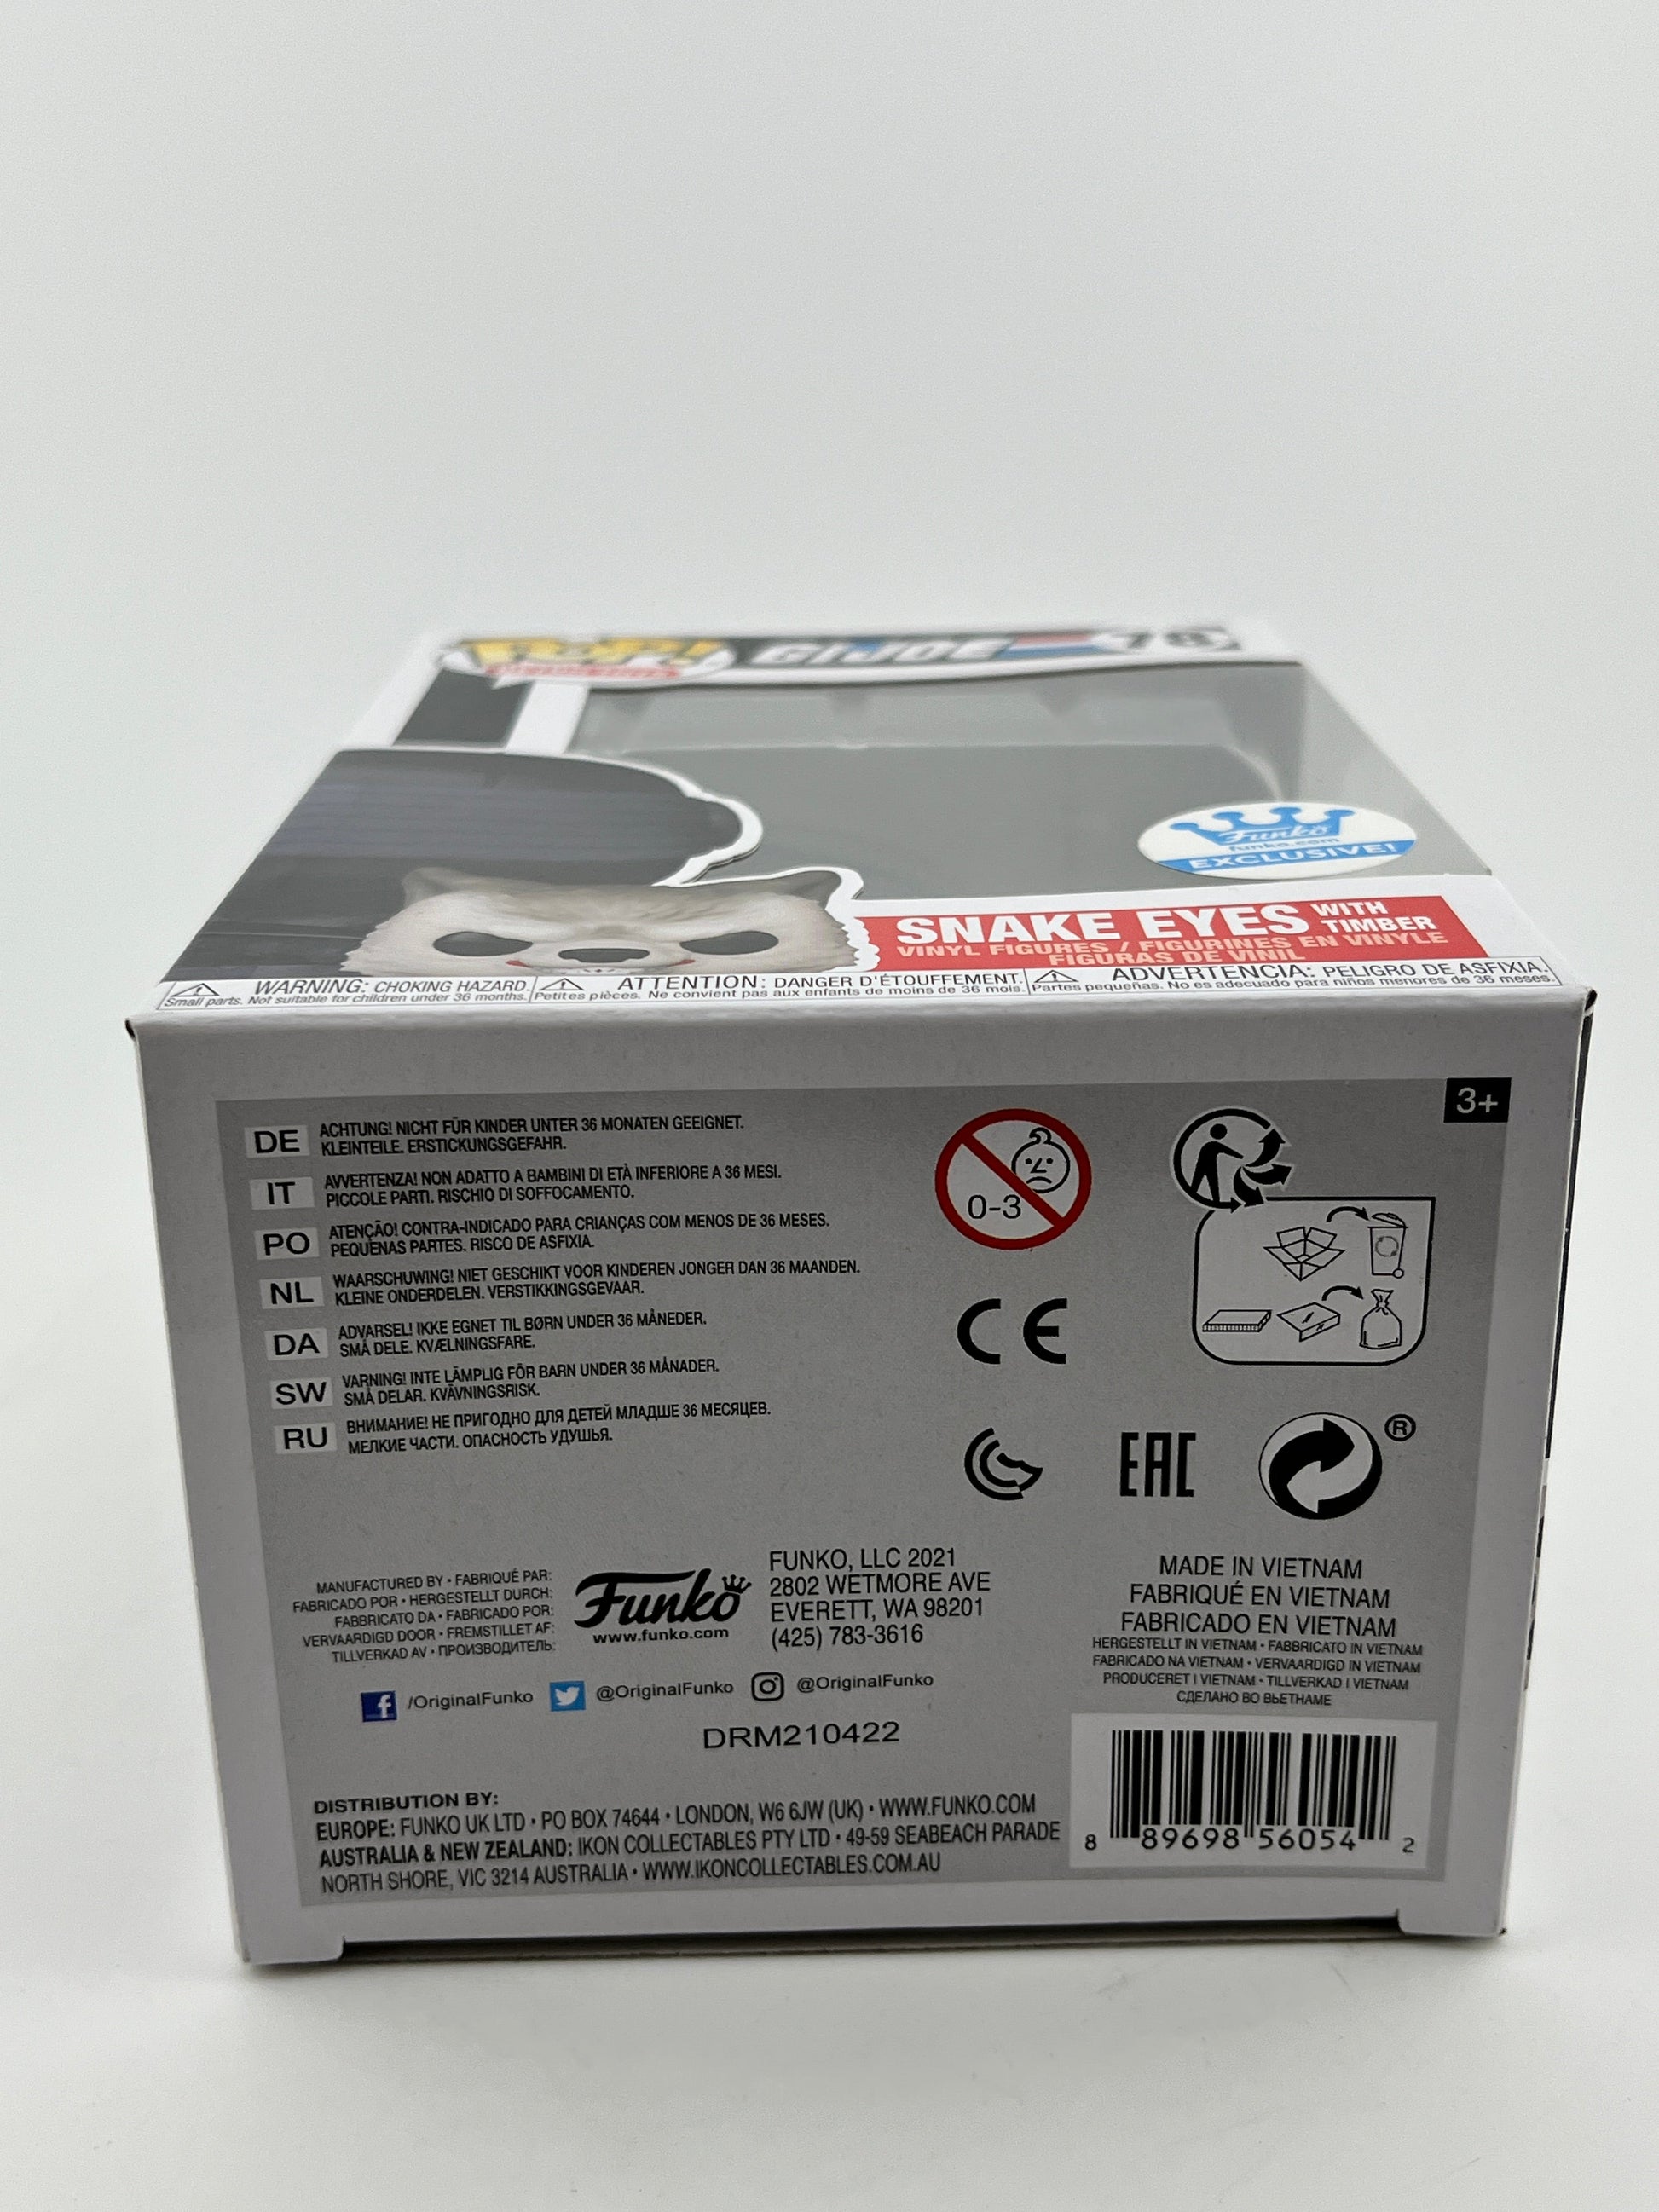 POP!
GIJOE
Funko
funko.com
EXCLUSIVE!
SNAKE EYES WITH TIMBER
VINYL FIGURES / FIGURINES EN VINYLE
FIGURAS DE VINIL
WARNING: CHOKING HAZARD.
Small parts. Not suitable for children under 36 months.
ATTENTION: DANGER D'ÉTOUFFEMENT.
Petites pièces. Ne convient pas aux enfants de moins de 36 mois.
ADVERTENCIA: PELIGRO DE ASFIXIA.
Partes pequeñas. No es adecuado para niños menores de 36 meses.
3+
DE ACHTUNG! NICHT FÜR KINDER UNTER 36 MONATEN GEEIGNET.
KLEINTEILE. ERSTICKUNGSGEFAHR.
IT AVVERTENZA! NON ADATTO A BAMBINI DI ETÀ INFERIORE A 36 MESI.
PICCOLE PARTI. RISCHIO DI SOFFOCAMENTO.
PO ATENÇÃO! CONTRA-INDICADO PARA CRIANÇAS COM MENOS DE 36 MESES.
PEQUENAS PARTES. RISCO DE ASFIXIA.
NL WAARSCHUWING! NIET GESCHIKT VOOR KINDEREN JONGER DAN 36 MAANDEN.
KLEINE ONDERDELEN. VERSTIKKINGSGEVAAR.
DA ADVARSEL! IKKE EGNET TIL BØRN UNDER 36 MÅNEDER.
SMÅ DELE. KVÆLNINGSFARE.
SW VARNING! INTE LÄMPLIG FÖR BARN UNDER 36 MÅNADER.
SMÅ DELAR. KVÄVNINGSRISK.
RU ВНИМАНИЕ! НЕ ПРИГОДНО ДЛЯ ДЕТЕЙ МЛАДШЕ 36 МЕСЯЦЕВ.
МЕЛКИЕ ЧАСТИ. ОПАСНОСТЬ УДУШЬЯ.
0-3
CE
EAC
®
MANUFACTURED BY • FABRIQUÉ PAR:
FABRICADO POR • HERGESTELLT DURCH:
FABBRICATO DA • FABRICADO POR:
VERVAARDIGD DOOR • FREMSTILLET AF:
TILLVERKAD AV • ПРОИЗВОДИТЕЛЬ:
Funko
www.funko.com
FUNKO, LLC 2021
2802 WETMORE AVE
EVERETT, WA 98201
(425) 783-3616
MADE IN VIETNAM
FABRIQUÉ EN VIETNAM
FABRICADO EN VIETNAM
HERGESTELLT IN VIETNAM • FABBRICATO IN VIETNAM
FABRICADO NA VIETNAM • VERVAARDIGD IN VIETNAM
PRODUCERET I VIETNAM • TILLVERKAD I VIETNAM
СДЕЛАНО ВО ВЬЕТНАМЕ
/OriginalFunko @OriginalFunko @OriginalFunko
DRM210422
DISTRIBUTION BY:
EUROPE: FUNKO UK LTD • PO BOX 74644 • LONDON, W6 6JW (UK) • WWW.FUNKO.COM
AUSTRALIA & NEW ZEALAND: IKON COLLECTABLES PTY LTD • 49-59 SEABEACH PARADE
NORTH SHORE, VIC 3214 AUSTRALIA • WWW.IKONCOLLECTABLES.COM.AU
8 89698 56054 2